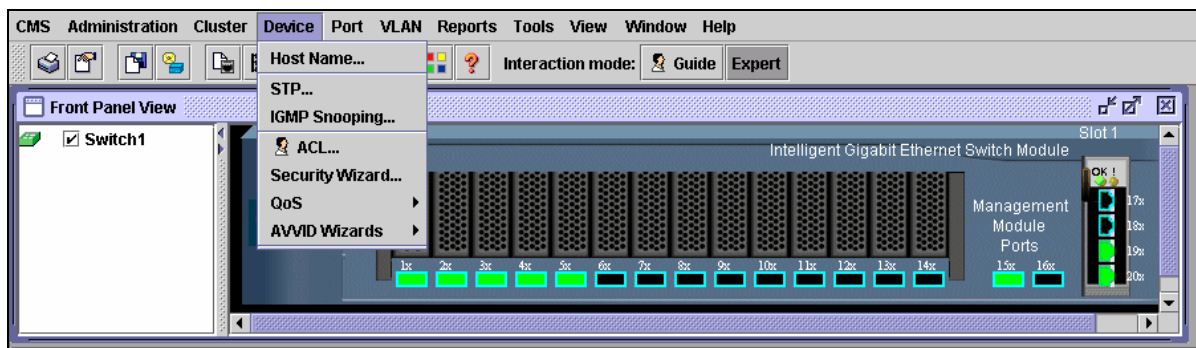 CMS Administration Cluster Device Port VLAN Reports Tools View Window Help
Interaction mode: Guide Expert
Host Name...
STP...
IGMP Snooping...
ACL...
Security Wizard...
QoS
AVVID Wizards
Front Panel View
Switch1
Slot 1
Intelligent Gigabit Ethernet Switch Module
OK !
Management
Module
Ports
17x
18x
19x
20x
1x 2x 3x 4x 5x 6x 7x 8x 9x 10x 11x 12x 13x 14x 15x 16x